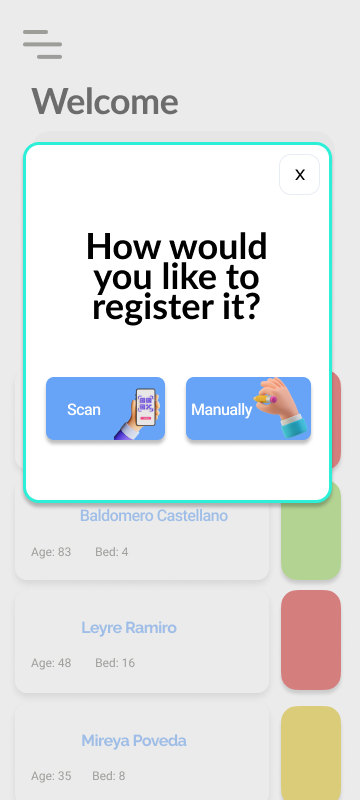 Welcome
X
How would
you like to
register it?
Scan
Manually
Baldomero Castellano
Age: 83 Bed: 4
Leyre Ramiro
Age: 48 Bed: 16
Mireya Poveda
Age: 35 Bed: 8